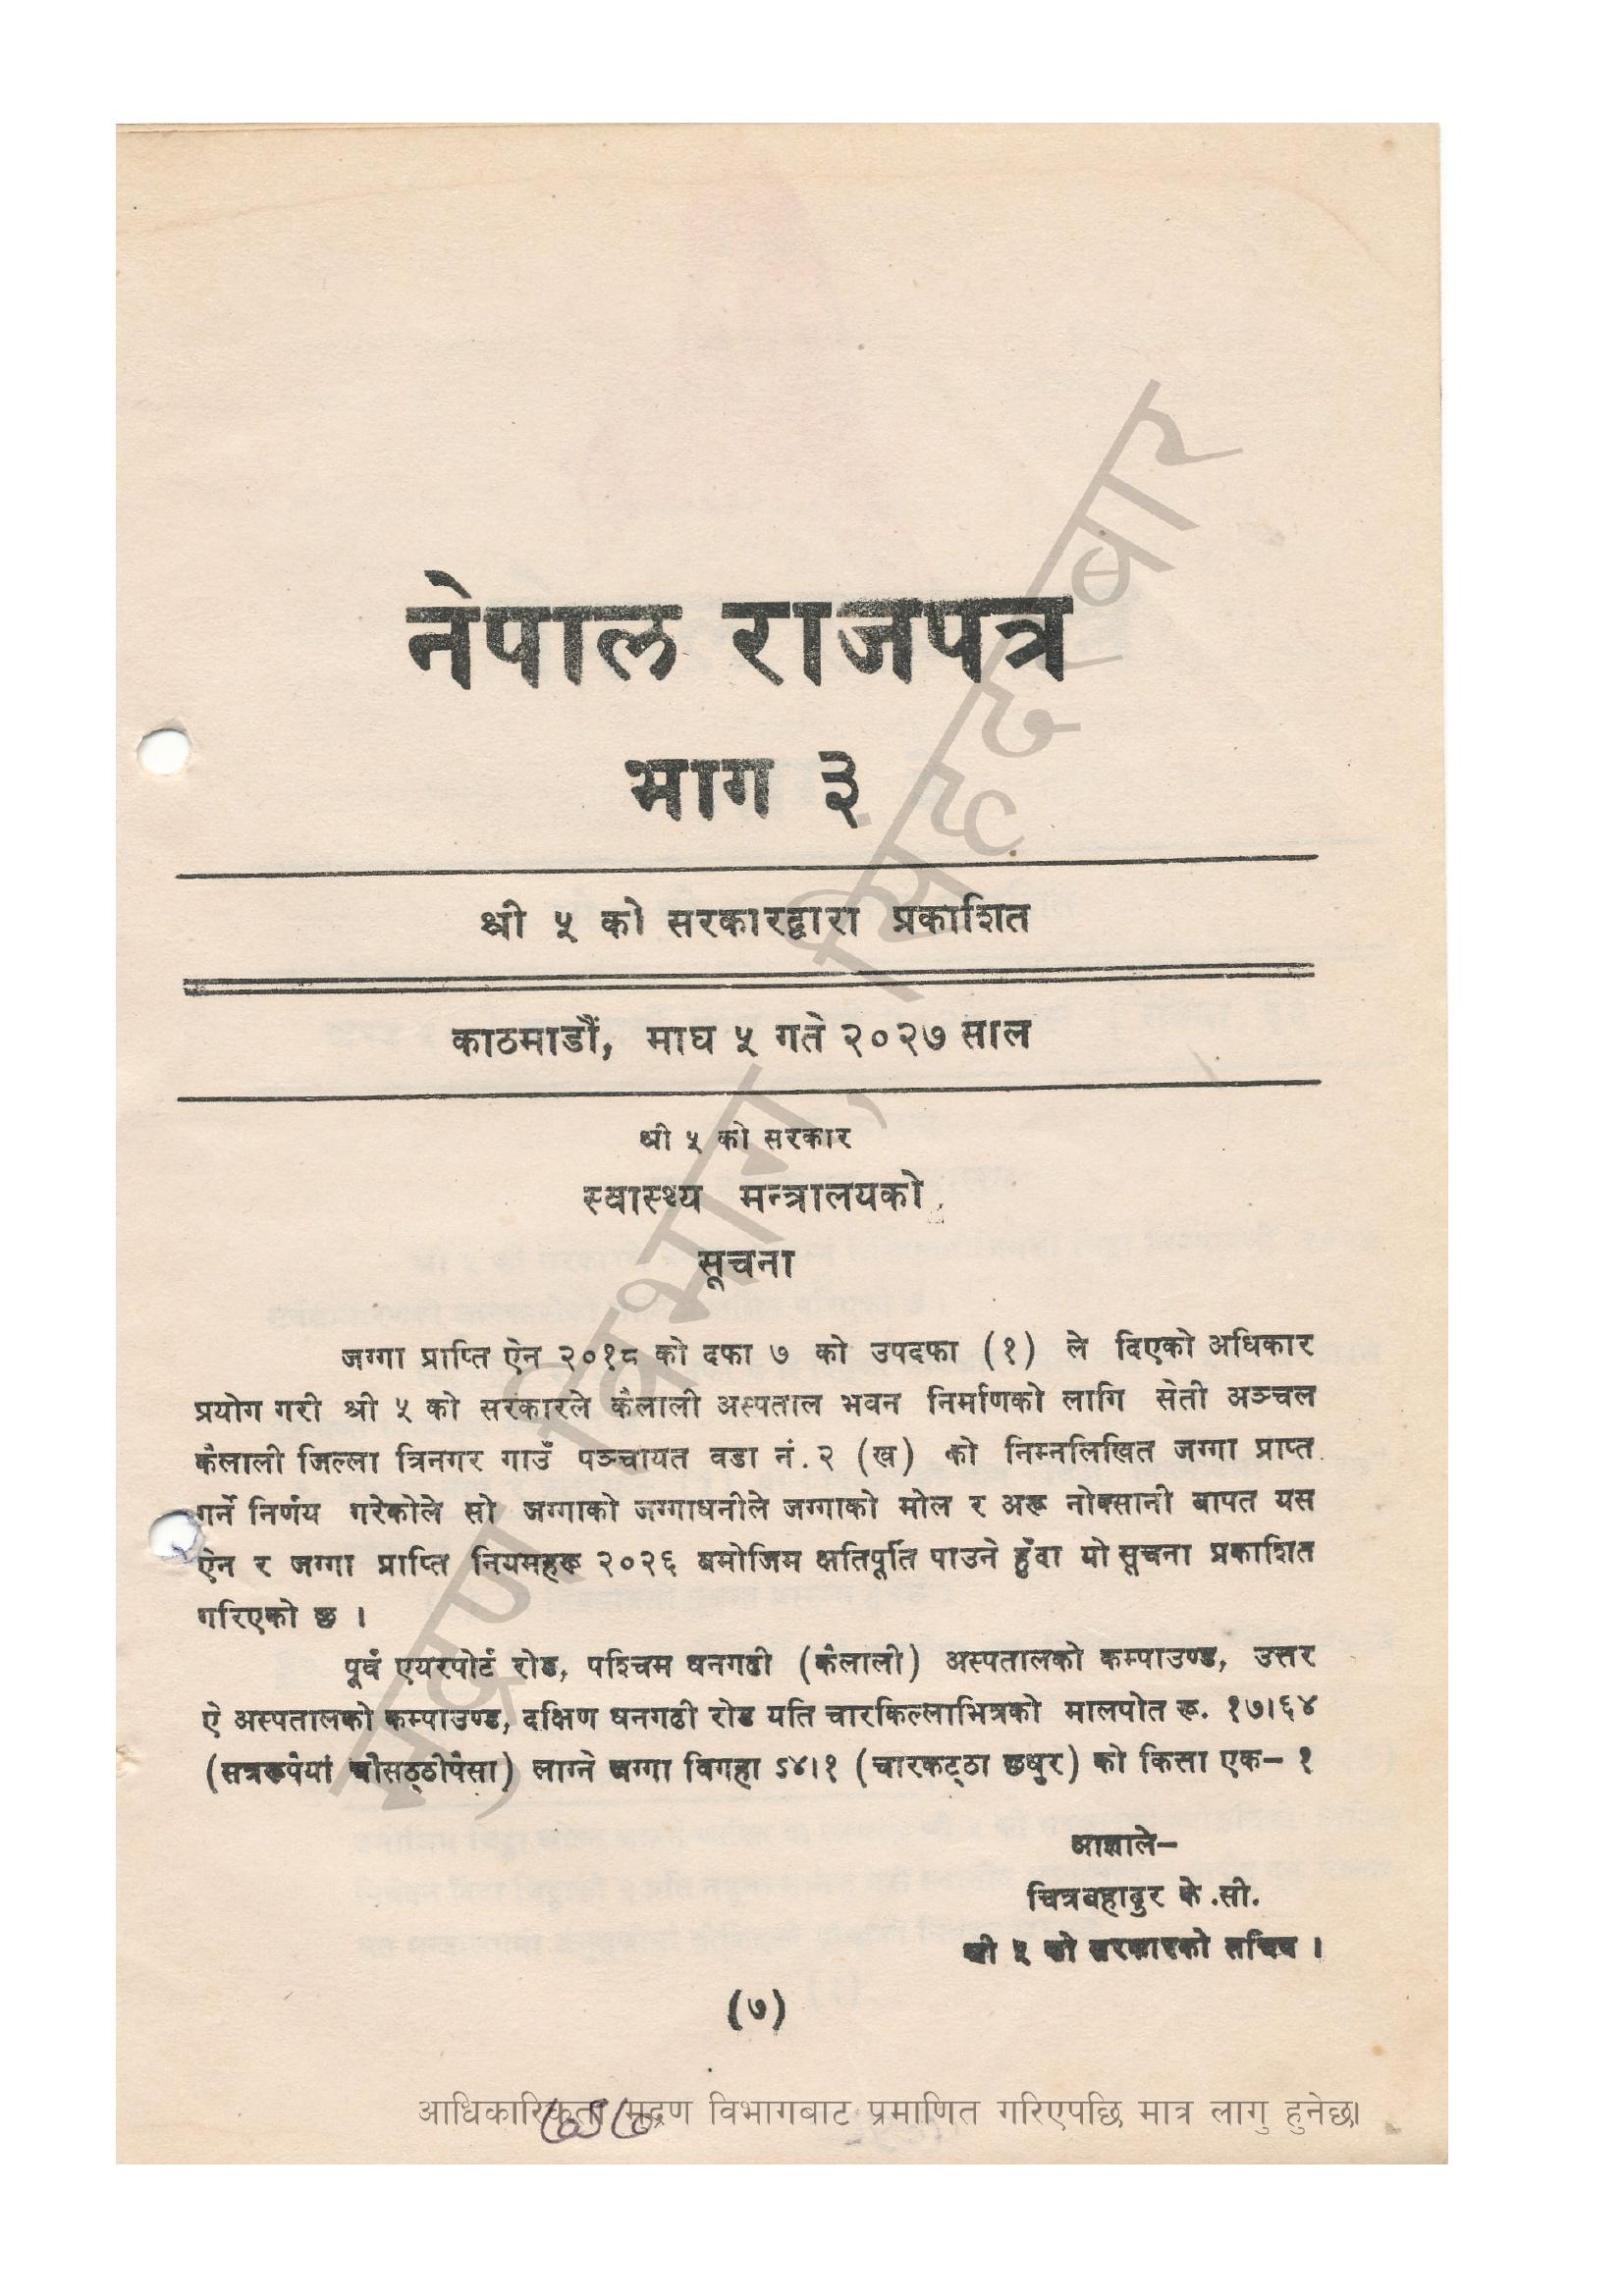 नेपाल राजपत्र
भाग ३
श्री ५ को सरकारद्वारा प्रकाशित
काठमाडौं, माघ ५ गते २०२७ साल
श्री ५ को सरकार
स्वास्थ्य मन्त्रालयको
सूचना
जग्गा प्राप्ति ऐन २०१८ को दफा ७ को उपदफा (१) ले दिएको अधिकार
प्रयोग गरी श्री ५ को सरकारले कैलाली अस्पताल भवन निर्माणको लागि सेती अञ्चल
कैलाली जिल्ला त्रिनगर गाउँ पञ्चायत वडा नं. २ (ख) को निम्नलिखित जग्गा प्राप्त
गर्ने निर्णय गरेकोले सो जग्गाको जग्गाधनीले जग्गाको मोल र अरू नोक्सानी बापत यस
ऐन र जग्गा प्राप्ति नियमहरू २०२६ बमोजिम क्षतिपूर्ति पाउने हुँवा यो सूचना प्रकाशित
गरिएको छ ।
पूर्व एयरपोर्ट रोड, पश्चिम धनगढी (कैलाली) अस्पतालको कम्पाउण्ड, उत्तर
ऐ अस्पतालको कम्पाउण्ड, दक्षिण धनगढी रोड यति चारकिल्लाभित्रको मालपोत रू. १७।६४
(सत्ररूपैयां चौसठ्ठीपैसा) लाग्ने जग्गा विगहा ऽ४।१ (चारकट्ठा छधुर) को कित्ता एक– १
आज्ञाले–
चित्रबहादुर के .सी.
श्री ५ को सरकारको सचिव ।
(७)
आधिकारिकता मुद्रण विभागबाट प्रमाणित गरिएपछि मात्र लागु हुनेछ।
मुद्रण विभाग, सिंहदरबार